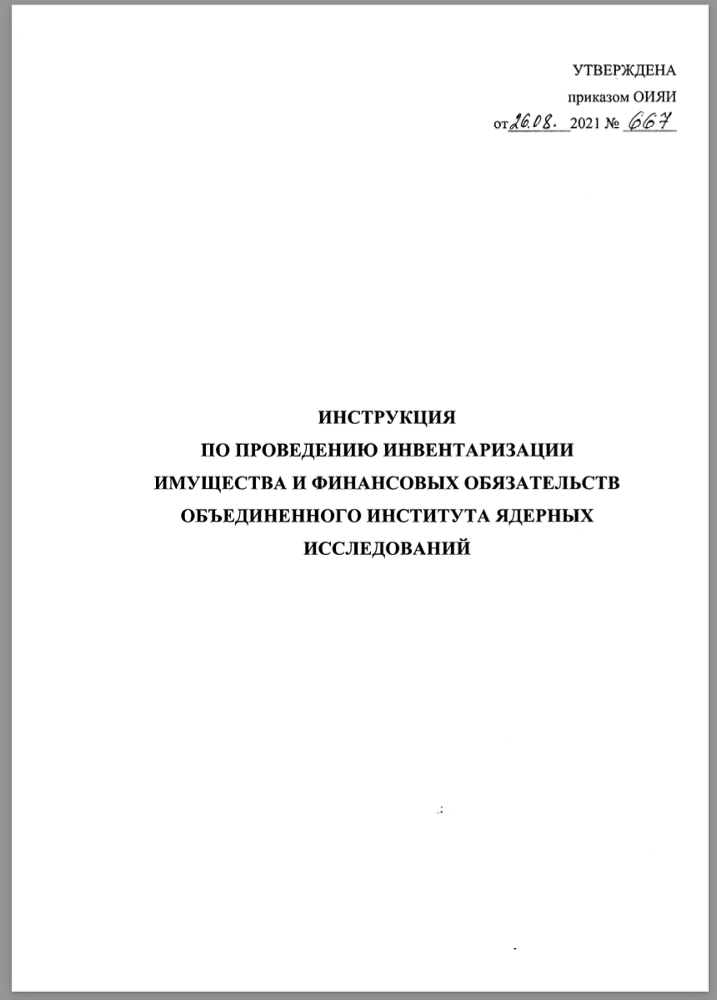 УТВЕРЖДЕНА
приказом ОИЯИ
от 26.08. 2021 № 667
ИНСТРУКЦИЯ
ПО ПРОВЕДЕНИЮ ИНВЕНТАРИЗАЦИИ
ИМУЩЕСТВА И ФИНАНСОВЫХ ОБЯЗАТЕЛЬСТВ
ОБЪЕДИНЕННОГО ИНСТИТУТА ЯДЕРНЫХ
ИССЛЕДОВАНИЙ